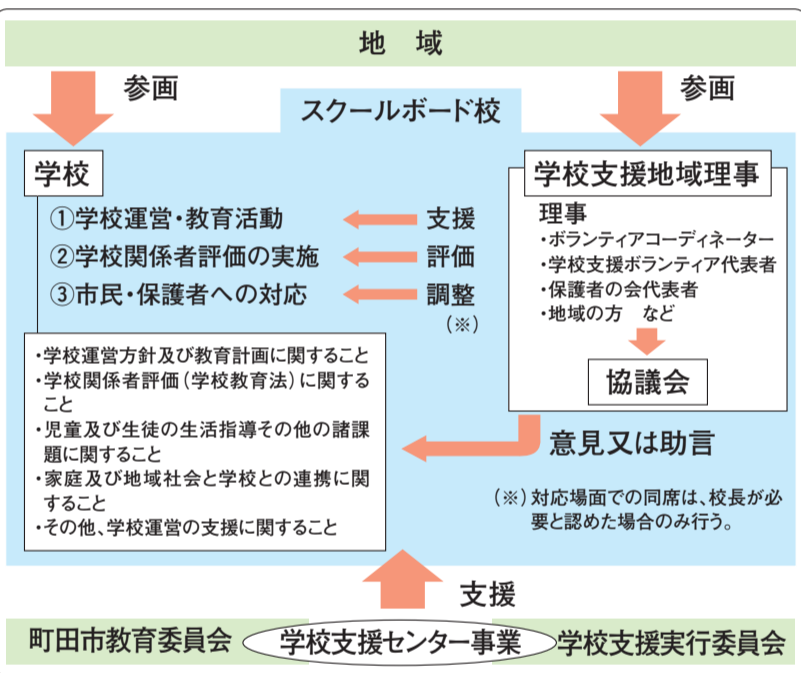 地　域
参画
参画
スクールボード校
学校
①学校運営・教育活動
支援
②学校関係者評価の実施
評価
③市民・保護者への対応
調整
（※）
・学校運営方針及び教育計画に関すること
・学校関係者評価（学校教育法）に関する
こと
・児童及び生徒の生活指導その他の諸課
題に関すること
・家庭及び地域社会と学校との連携に関
すること
・その他、学校運営の支援に関すること
学校支援地域理事
理事
・ボランティアコーディネーター
・学校支援ボランティア代表者
・保護者の会代表者
・地域の方　など
協議会
意見又は助言
（※）対応場面での同席は、校長が必
要と認めた場合のみ行う。
支援
町田市教育委員会
学校支援センター事業
学校支援実行委員会